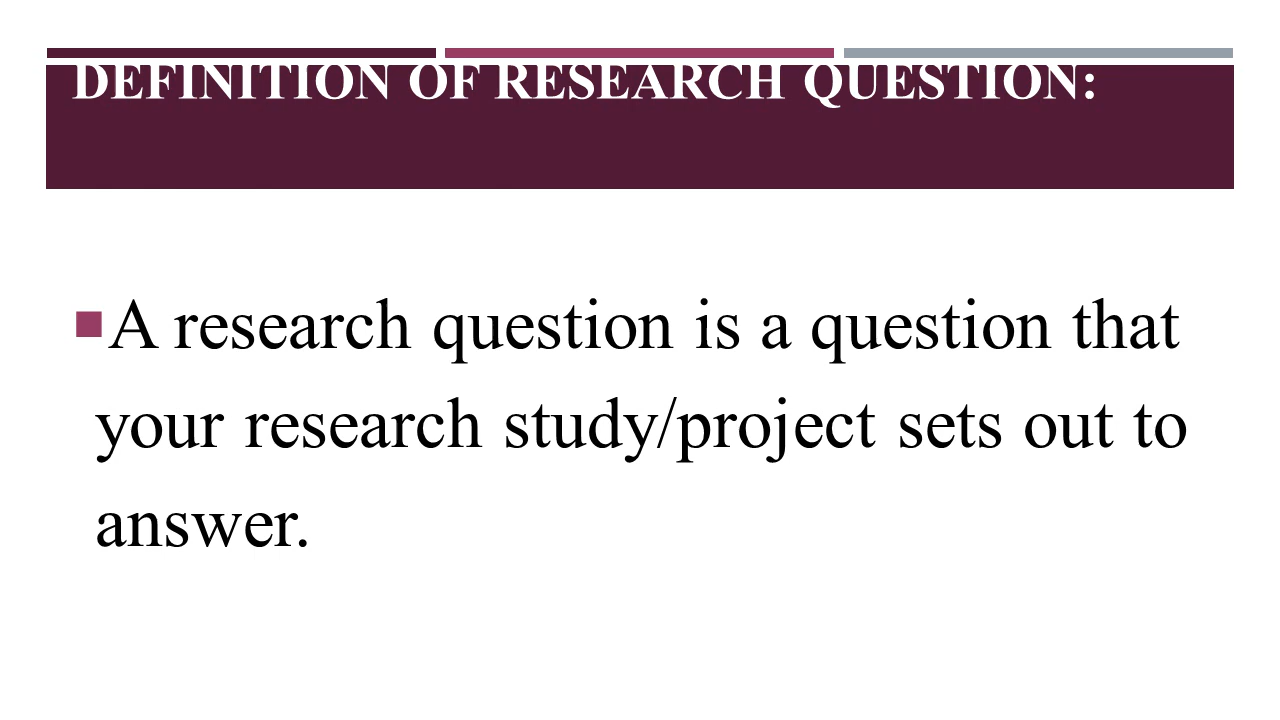 DEFINITION OF RESEARCH QUESTION:
A research question is a question that
your research study/project sets out to
answer.